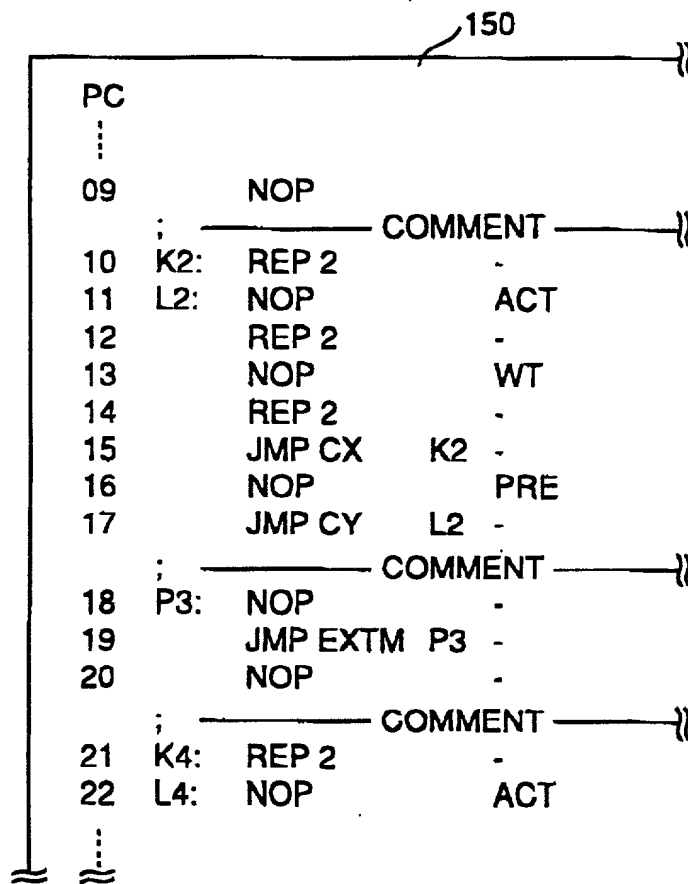 150
PC
09 NOP
; COMMENT
10 K2: REP 2 -
11 L2: NOP ACT
12 REP 2 -
13 NOP WT
14 REP 2 -
15 JMP CX K2 -
16 NOP PRE
17 JMP CY L2 -
; COMMENT
18 P3: NOP -
19 JMP EXTM P3 -
20 NOP -
; COMMENT
21 K4: REP 2 -
22 L4: NOP ACT